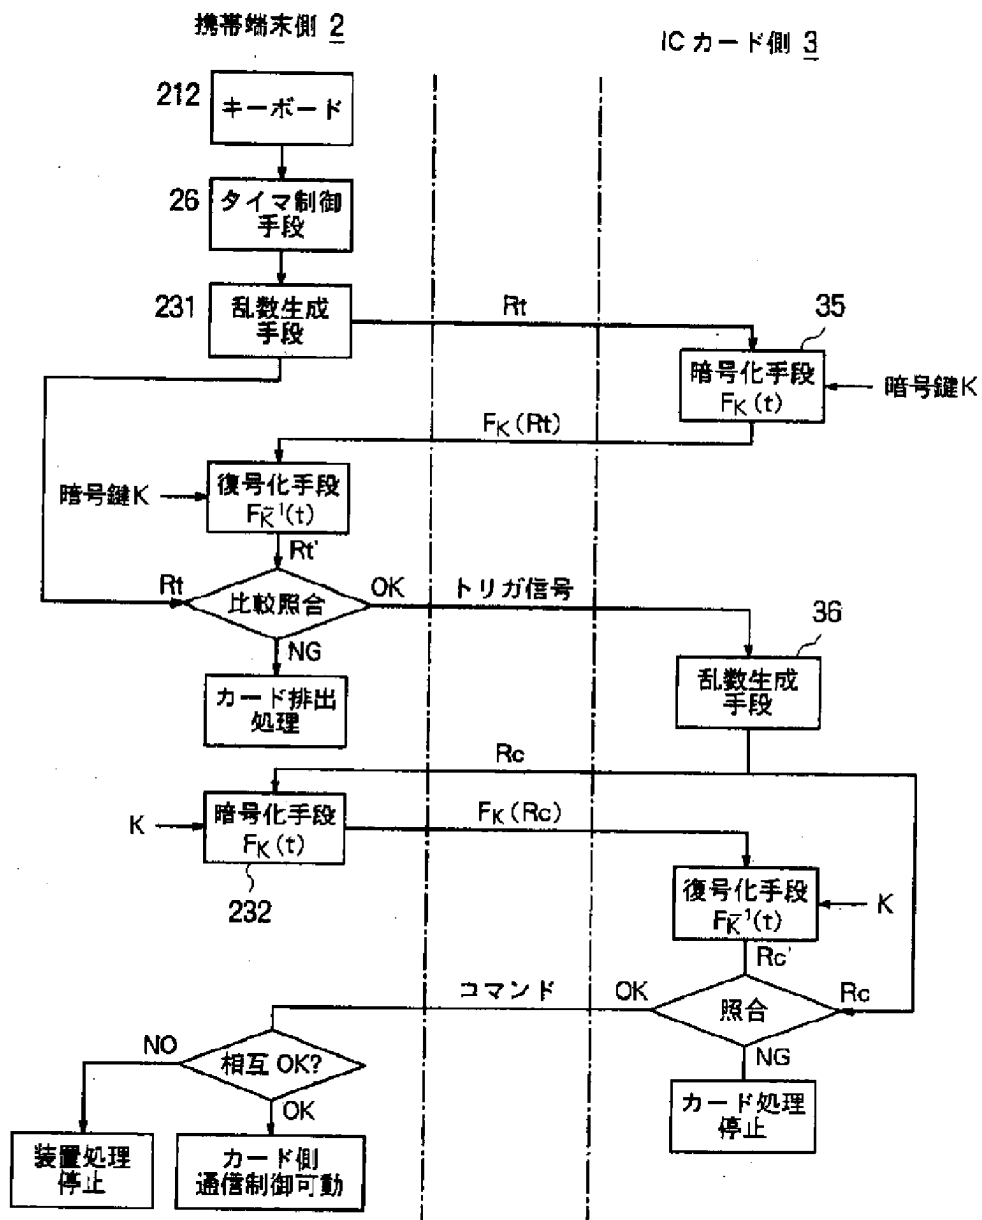 携帯端末側 2
ICカード側 3
212
キーボード
26
タイマ制御
手段
231
乱数生成
手段
Rt
35
暗号化手段
FK(t)
暗号鍵K
FK(Rt)
暗号鍵K
復号化手段
FK⁻¹(t)
Rt'
Rt
比較照合
OK
トリガ信号
NG
36
カード排出
処理
乱数生成
手段
Rc
K
暗号化手段
FK(t)
FK(Rc)
232
復号化手段
FK⁻¹(t)
K
Rc'
コマンド
OK
照合
Rc
NO
相互OK?
NG
OK
カード処理
停止
装置処理
停止
カード側
通信制御可動